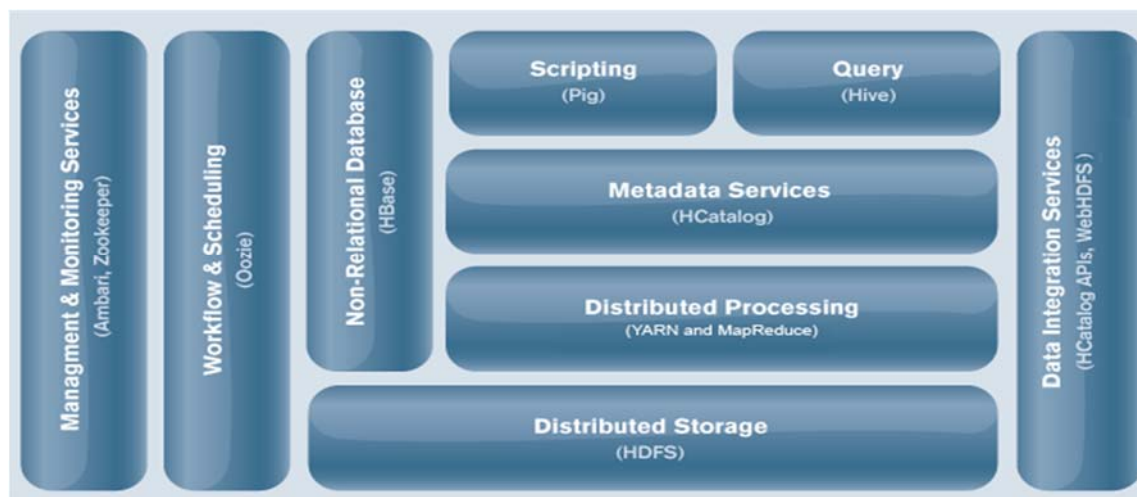 Managment & Monitoring Services
(Ambari, Zookeeper)
Workflow & Scheduling
(Oozie)
Non-Relational Database
(HBase)
Scripting
(Pig)
Query
(Hive)
Metadata Services
(HCatalog)
Distributed Processing
(YARN and MapReduce)
Distributed Storage
(HDFS)
Data Integration Services
(HCatalog APIs, WebHDFS )